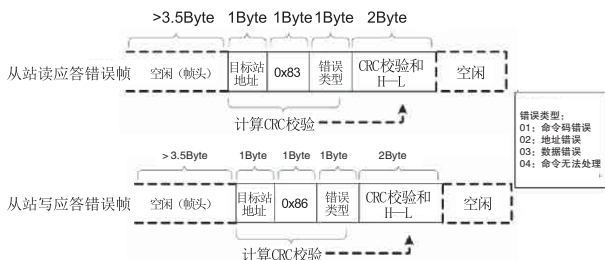 >3.5Byte 1Byte 1Byte 1Byte 2Byte
从站读应答错误帧 空闲（帧头） 目标站地址 0x83 错误类型 CRC校验和H—L 空闲
计算CRC校验
错误类型：
01：命令码错误
02：地址错误
03：数据错误
04：命令无法处理
>3.5Byte 1Byte 1Byte 1Byte 2Byte
从站写应答错误帧 空闲（帧头） 目标站地址 0x86 错误类型 CRC校验和H—L 空闲
计算CRC校验